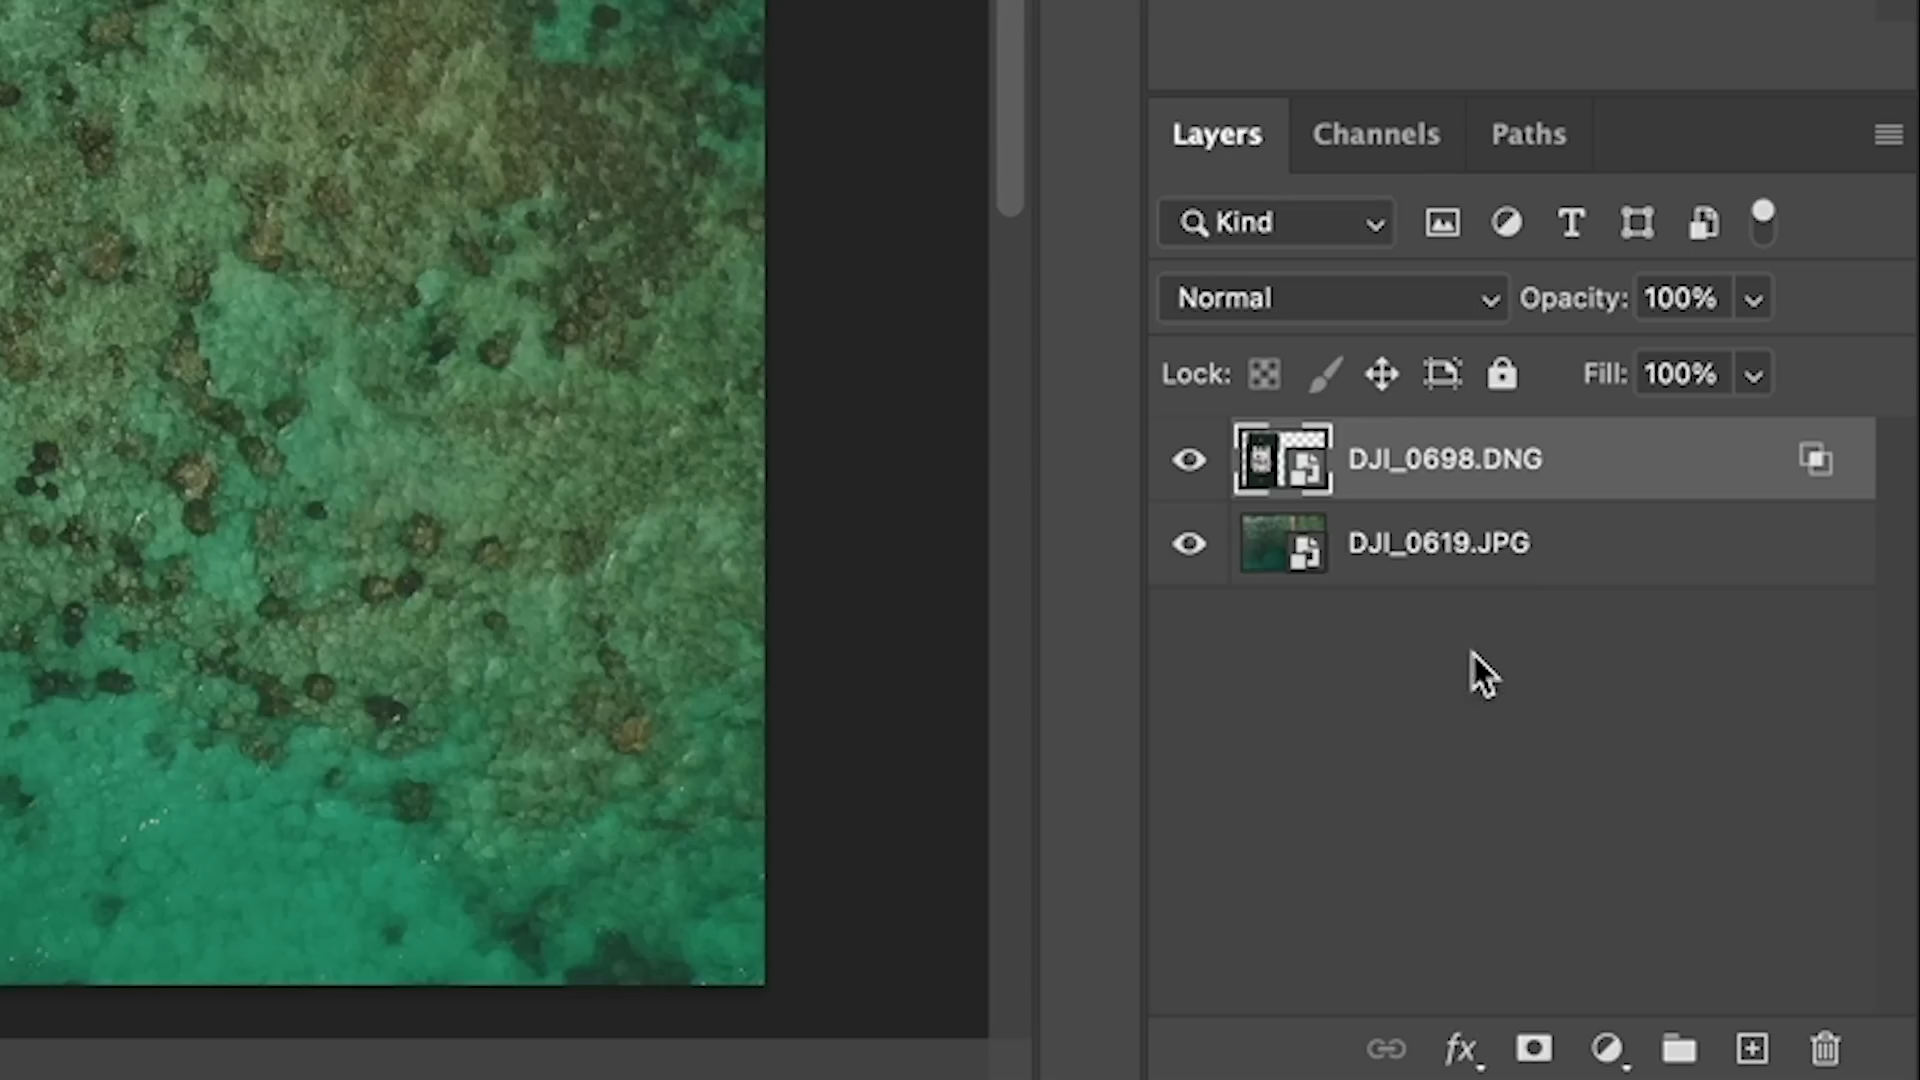 Layers Channels Paths
Kind
Normal Opacity: 100%
Lock: Fill: 100%
DJI_0698.DNG
DJI_0619.JPG
fx